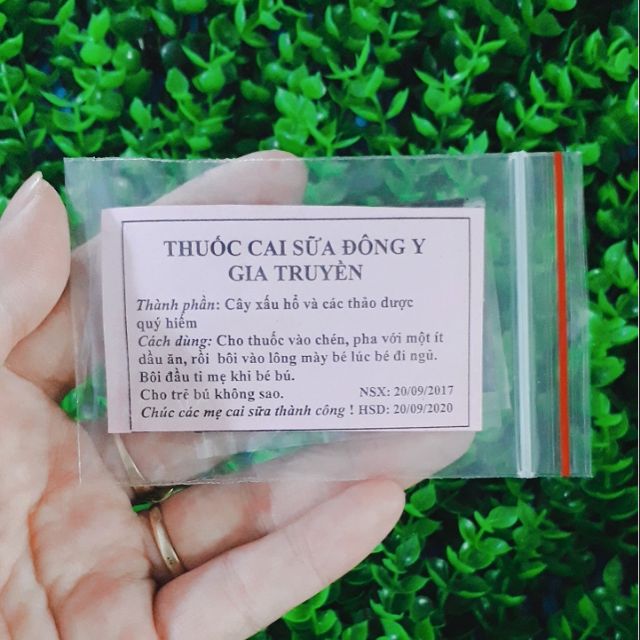 THUỐC CAI SỮA ĐÔNG Y
GIA TRUYỀN
Thành phần: Cây xấu hổ và các thảo dược
quý hiếm
Cách dùng: Cho thuốc vào chén, pha với một ít
dầu ăn, rồi bôi vào lông mày bé lúc bé đi ngủ.
Bôi đầu ti mẹ khi bé bú.
Cho trẻ bú không sao. NSX: 20/09/2017
Chúc các mẹ cai sữa thành công ! HSD: 20/09/2020